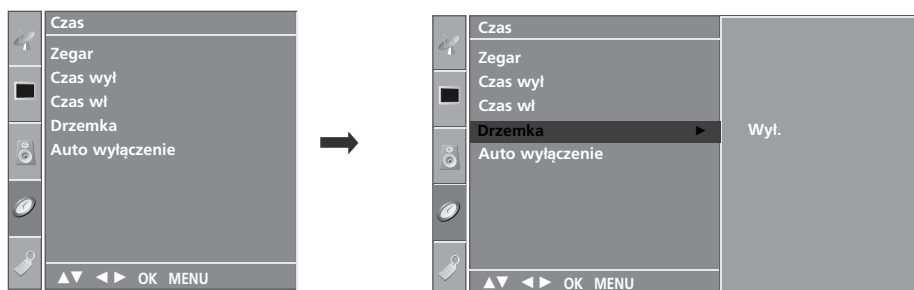 Czas
Zegar
Czas wył
Czas wł
Drzemka
Auto wyłączenie
▲▼ ◄► OK MENU
Czas
Zegar
Czas wył
Czas wł
Drzemka ► Wył.
Auto wyłączenie
▲▼ ◄► OK MENU